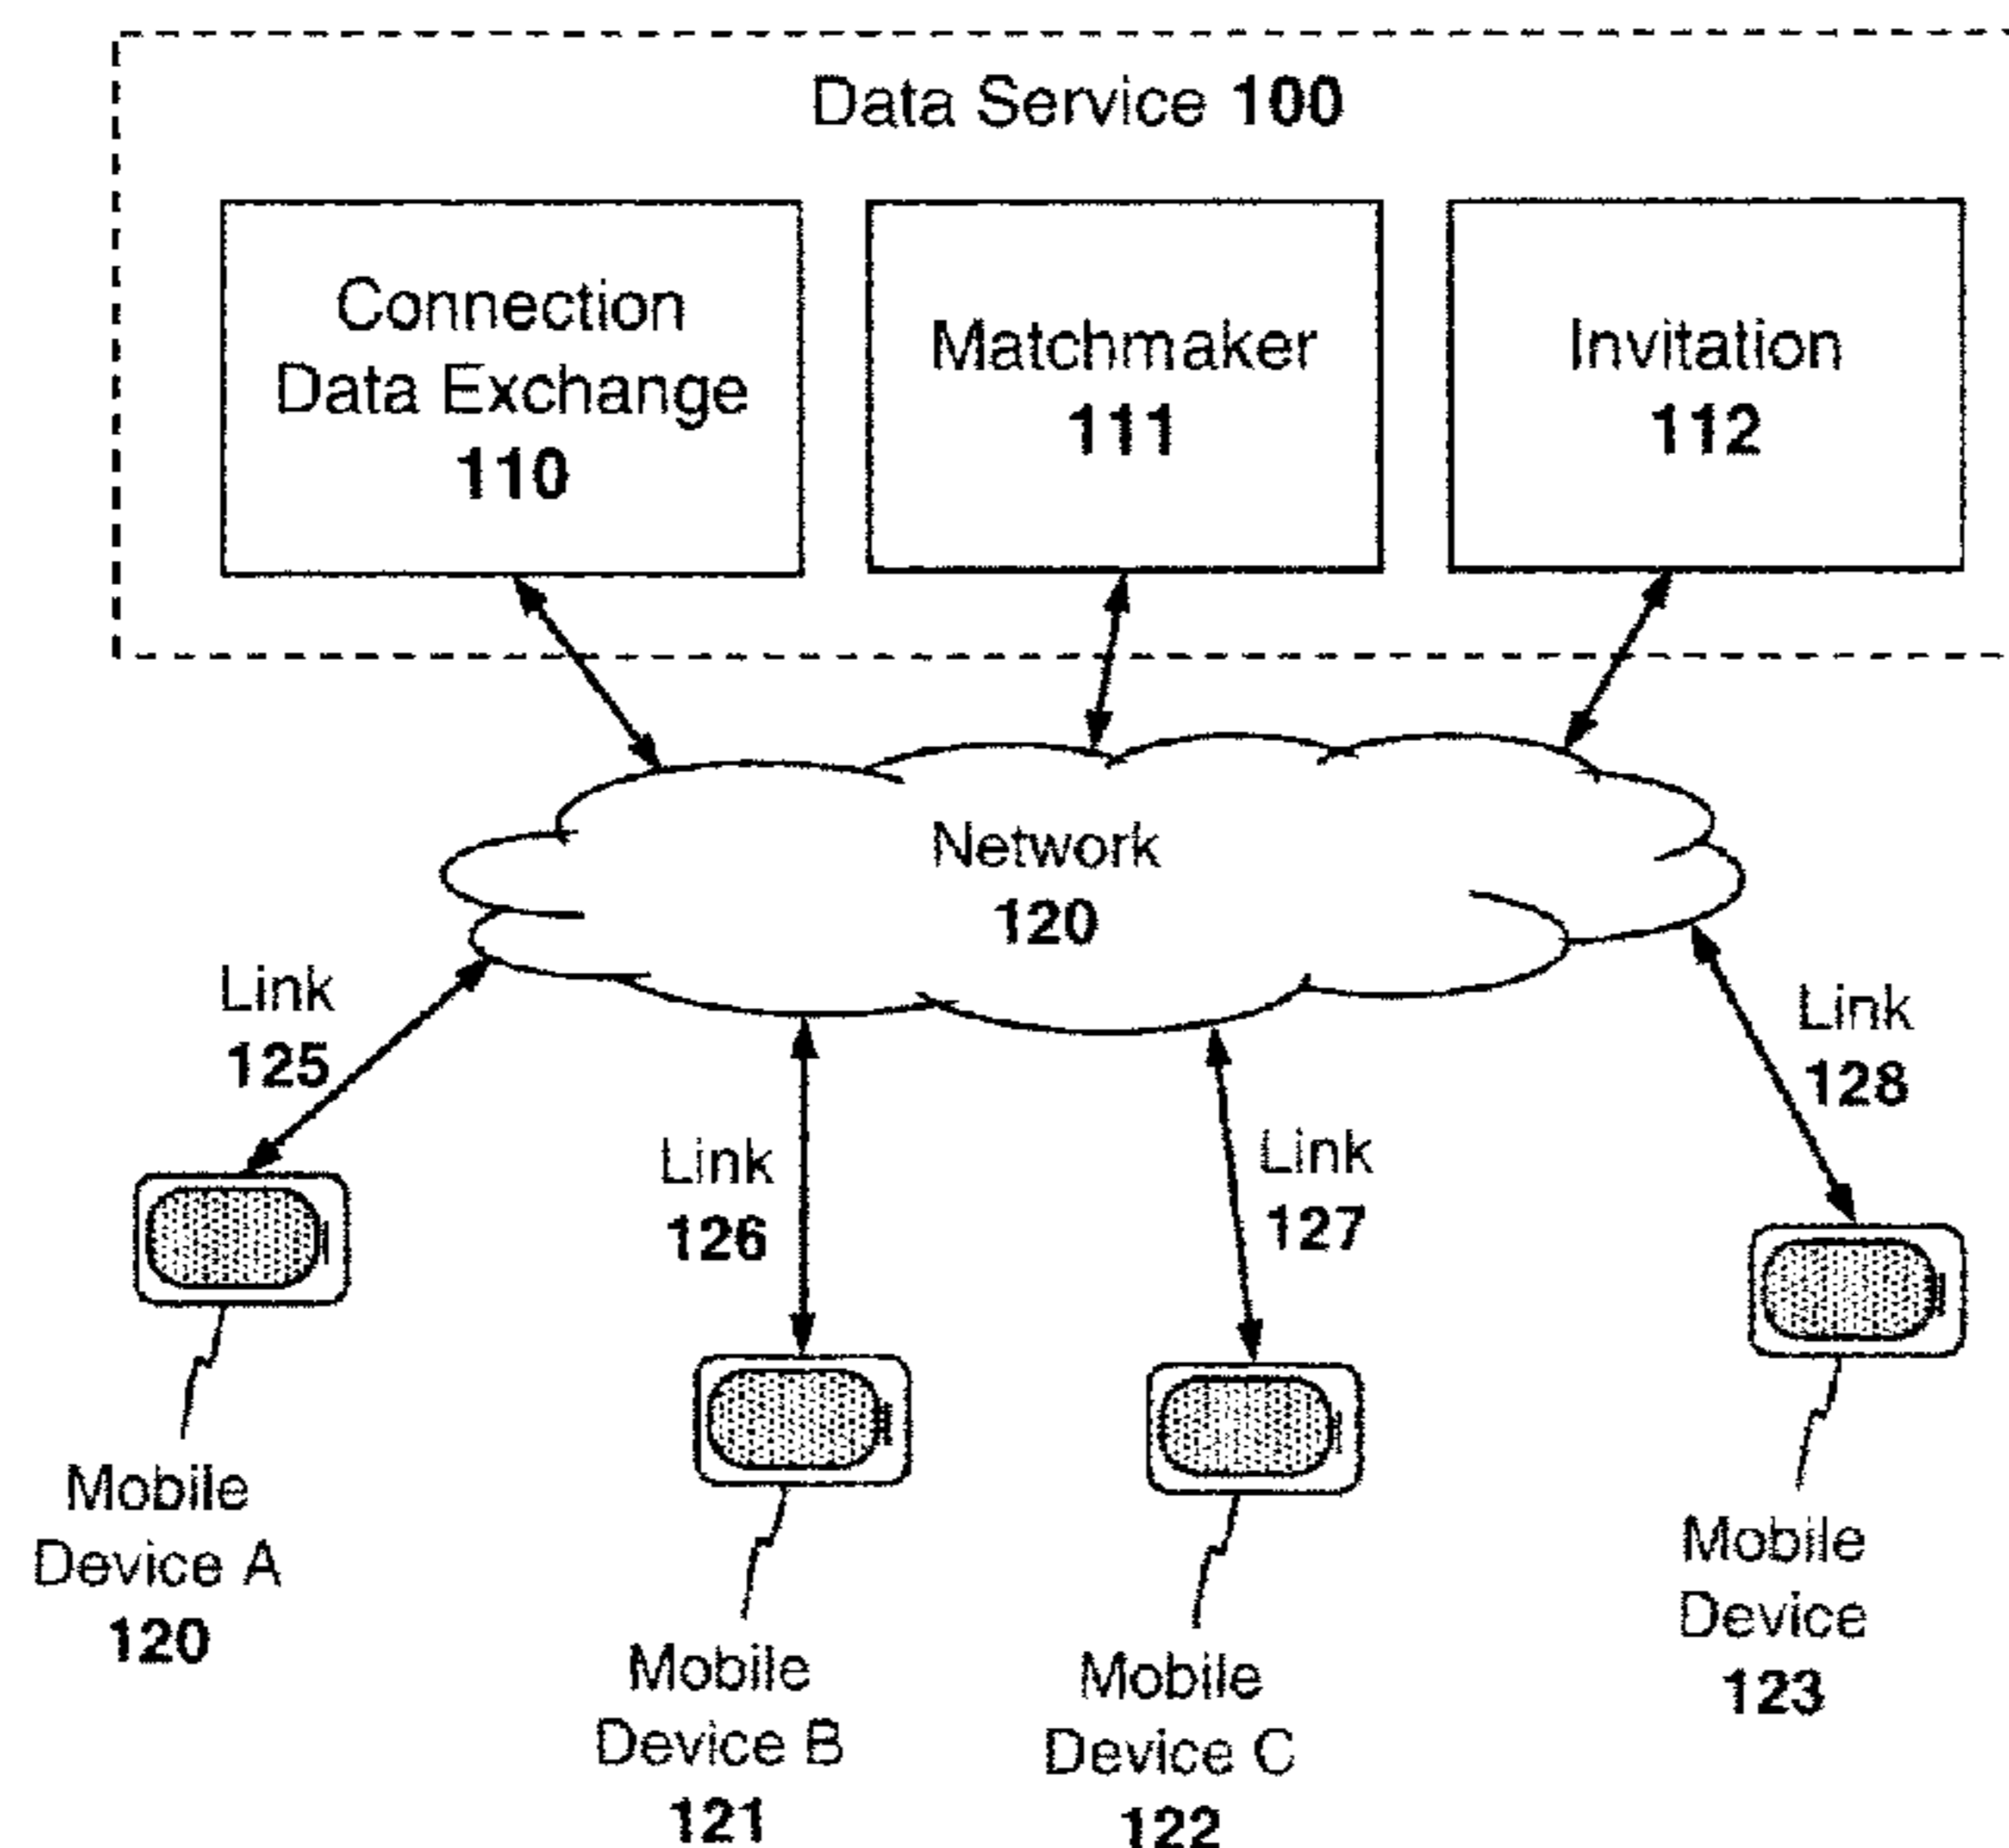 Data Service 100
Connection
Data Exchange
110
Matchmaker
111
Invitation
112
Network
120
Link
125
Link
126
Link
127
Link
128
Mobile
Device A
120
Mobile
Device B
121
Mobile
Device C
122
Mobile
Device
123